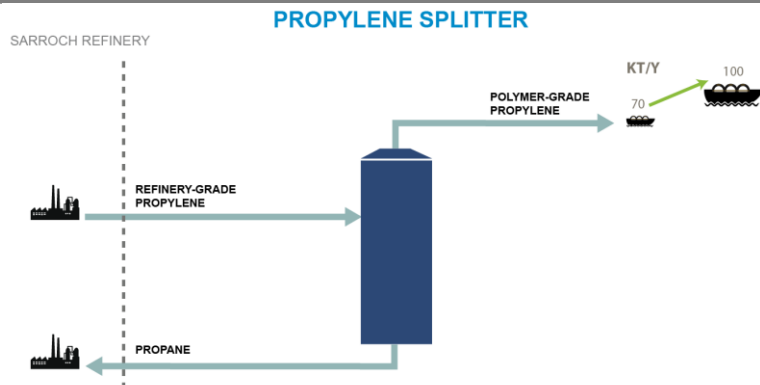 PROPYLENE SPLITTER
SARROCH REFINERY
KT/Y
100
70
POLYMER-GRADE
PROPYLENE
REFINERY-GRADE
PROPYLENE
PROPANE